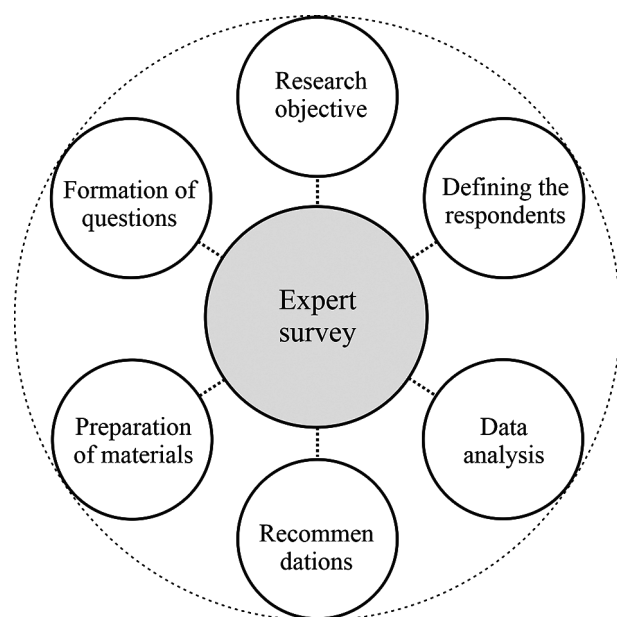 Research
objective
Formation of
questions
Defining the
respondents
Expert
survey
Preparation
of materials
Data
analysis
Recommen
dations